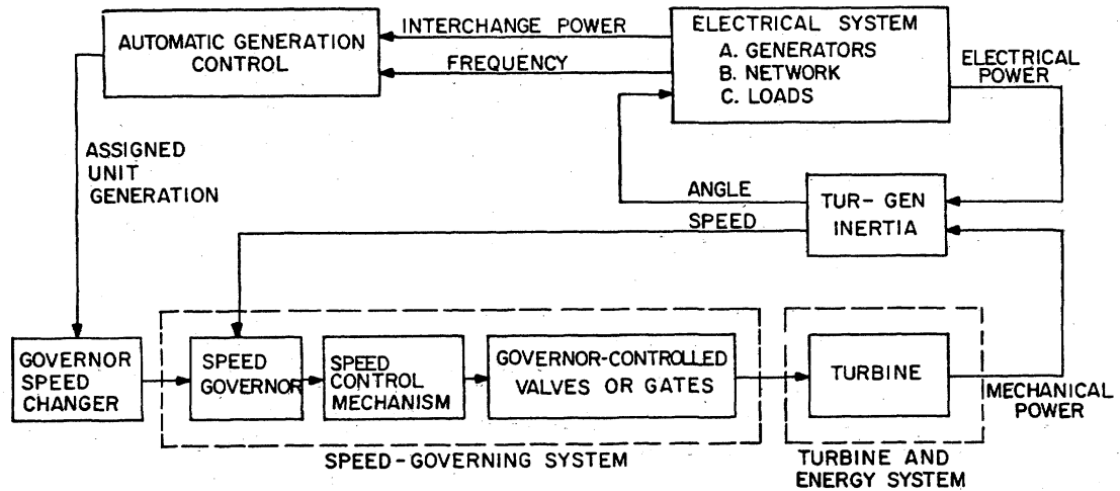 AUTOMATIC GENERATION
CONTROL
INTERCHANGE POWER
FREQUENCY
ELECTRICAL SYSTEM
A. GENERATORS
B. NETWORK
C. LOADS
ELECTRICAL
POWER
ASSIGNED
UNIT
GENERATION
ANGLE
SPEED
TUR- GEN
INERTIA
GOVERNOR
SPEED
CHANGER
SPEED
GOVERNOR
SPEED
CONTROL
MECHANISM
GOVERNOR-CONTROLLED
VALVES OR GATES
TURBINE
MECHANICAL
POWER
SPEED-GOVERNING SYSTEM
TURBINE AND
ENERGY SYSTEM